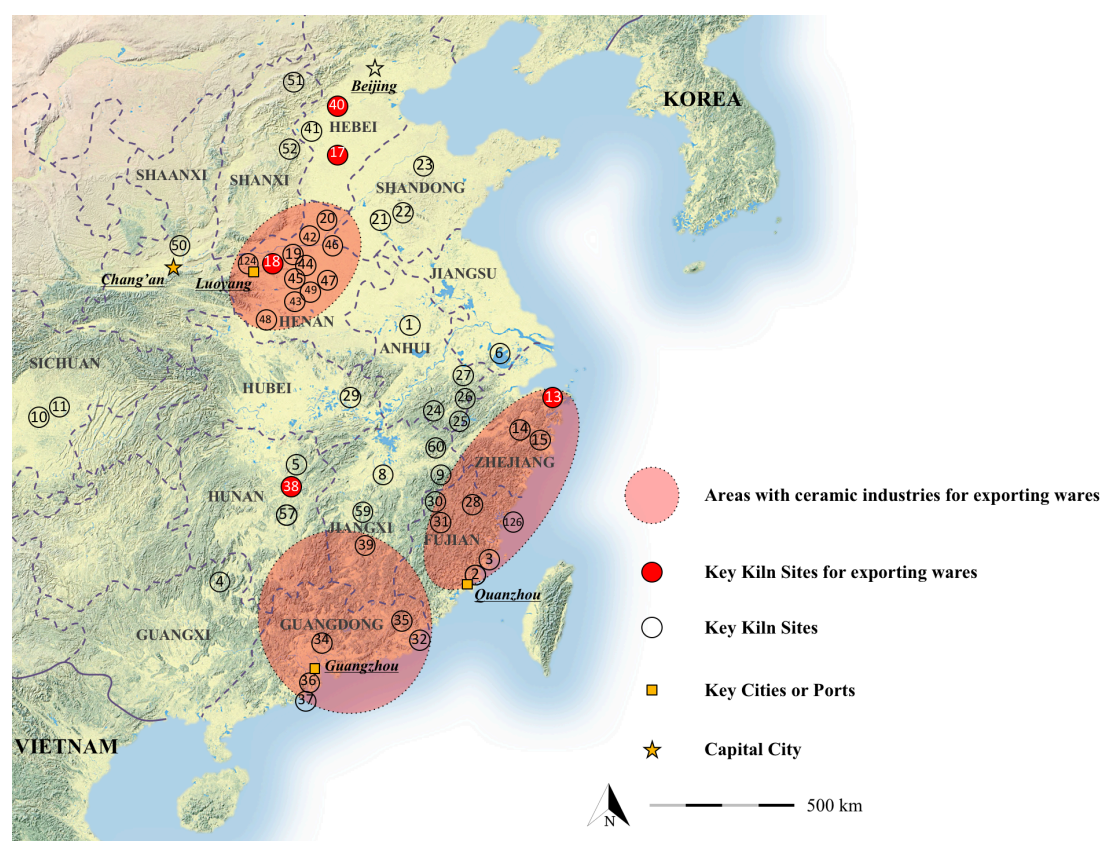 51
Beijing
40
KOREA
41
HEBEI
52
17
23
SHAANXI
SHANXI
SHANDONG
22
21
20
42
46
50
19
124
18
44
JIANGSU
Chang'an
Luoyang
45
47
49
43
48
HENAN
1
ANHUI
6
SICHUAN
27
HUBEI
29
26
13
11
10
24
25
14
15
60
ZHEJIANG
5
8
9
38
HUNAN
30
28
Areas with ceramic industries for exporting wares
57
59
31
126
JIANGXI
FUJIAN
39
3
2
Key Kiln Sites for exporting wares
4
Quanzhou
35
GUANGDONG
GUANGXI
34
32
Key Kiln Sites
Guangzhou
36
37
Key Cities or Ports
VIETNAM
Capital City
N
500 km